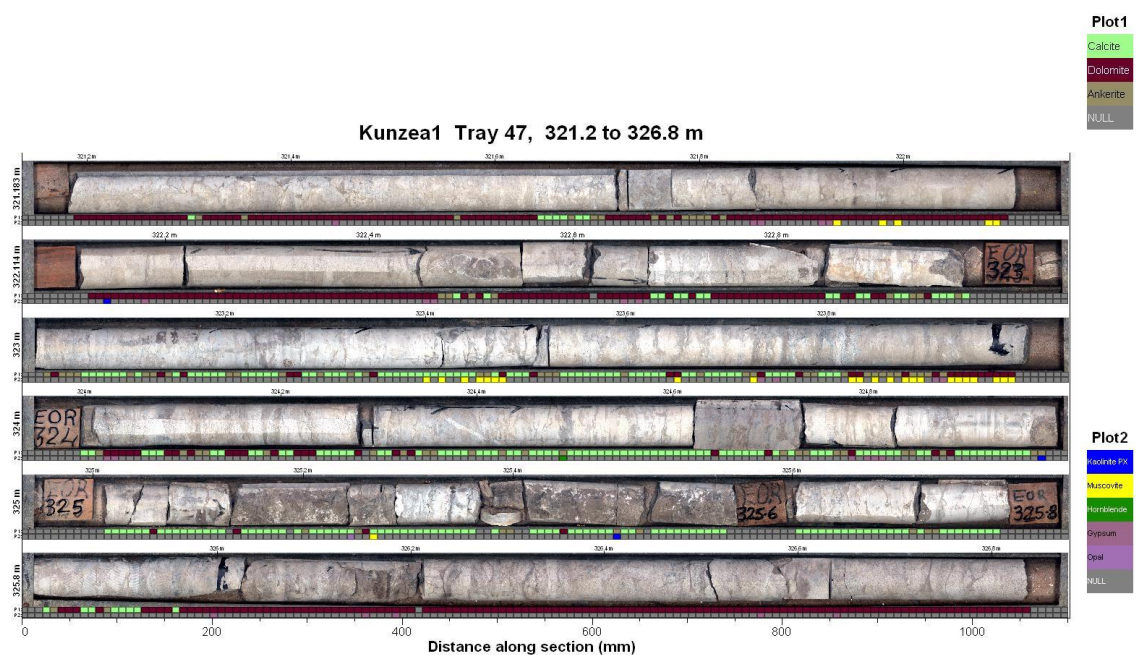 Plot1
Calcite
Dolomite
Ankerite
NULL
Kunzea1 Tray 47, 321.2 to 326.8 m
321.2m 321.4 m 321.6 m 321.8 m 322 m
321.183 m
322.2 m 322.4 m 322.6 m 322.8 m
322.114 m
EOR
323
323.2 m 323.4 m 323.6 m 323.8 m
323 m
324 m 324.2 m 324.4 m 324.6 m 324.8 m
324 m
EOR
324
325 m 325.2 m 325.4 m 325.6 m
325 m
EOR
325
EOR
325.6
EOR
325.8
326 m 326.2 m 326.4 m 326.6 m 326.8 m
325.8 m
0 200 400 600 800 1000
Distance along section (mm)
Plot2
Kaolinite PX
Muscovite
Hornblende
Gypsum
Opal
NULL